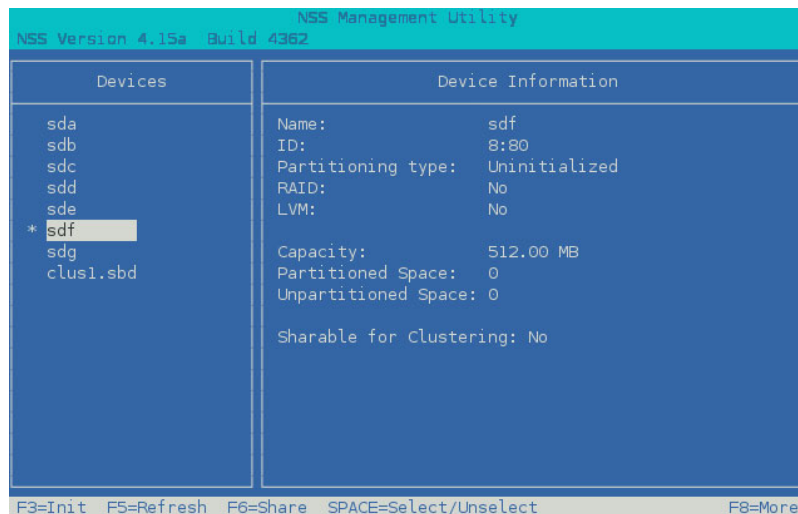 NSS Management Utility
NSS Version 4.15a Build 4362
Devices
sda
sdb
sdc
sdd
sde
* sdf
sdg
clus1.sbd
Device Information
Name: sdf
ID: 8:80
Partitioning type: Uninitialized
RAID: No
LVM: No
Capacity: 512.00 MB
Partitioned Space: 0
Unpartitioned Space: 0
Sharable for Clustering: No
F3=Init F5=Refresh F6=Share SPACE=Select/Unselect F8=More